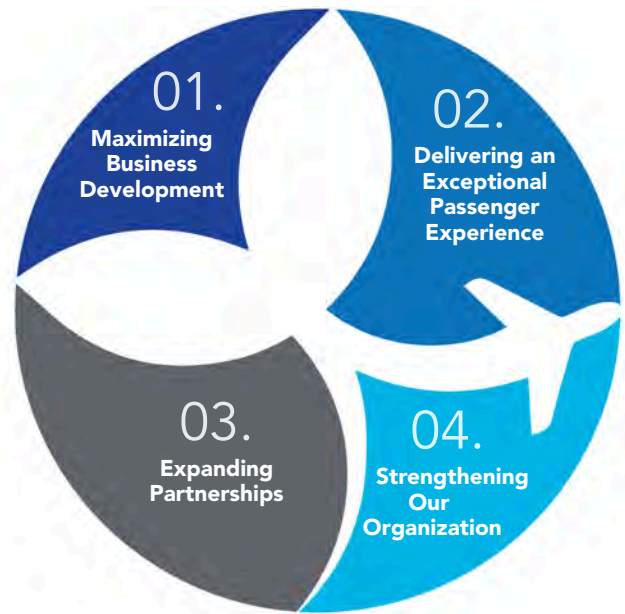 01.
Maximizing
Business
Development
02.
Delivering an
Exceptional
Passenger
Experience
03.
Expanding
Partnerships
04.
Strengthening
Our
Organization